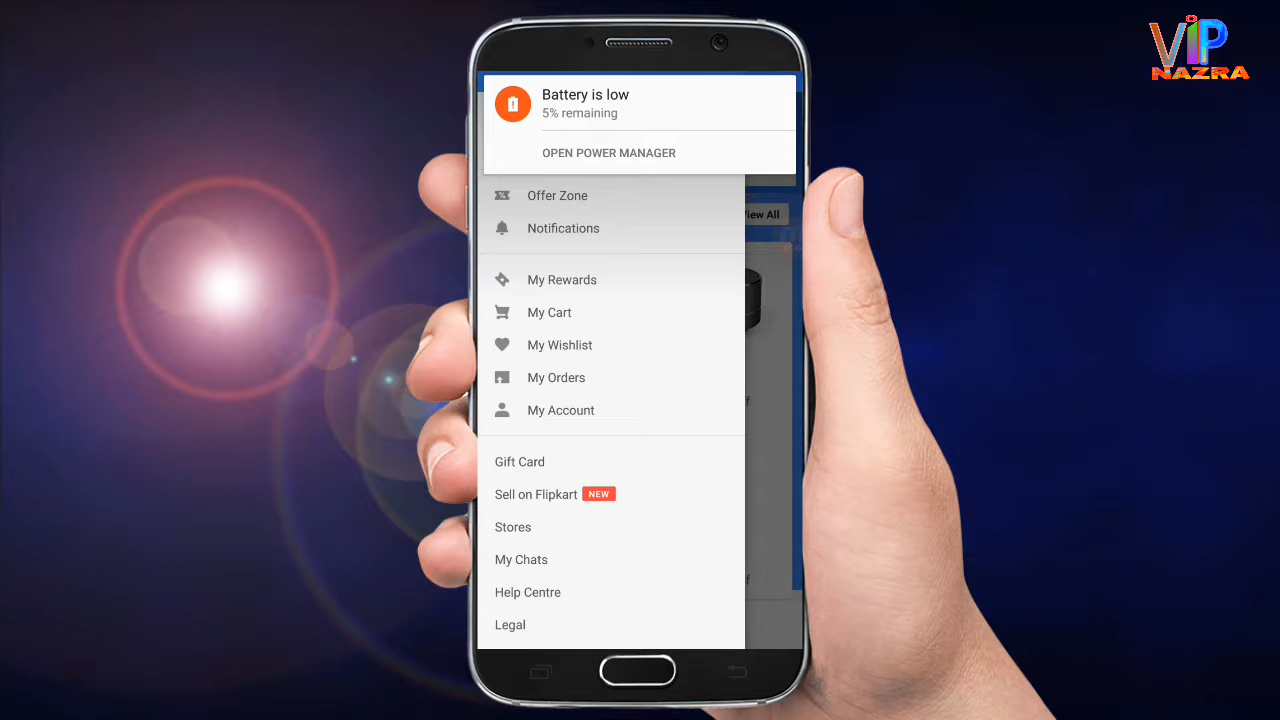 VIP
NAZRA
Battery is low
5% remaining
OPEN POWER MANAGER
Offer Zone
View All
Notifications
My Rewards
My Cart
My Wishlist
My Orders
My Account
Gift Card
Sell on Flipkart NEW
Stores
My Chats
Help Centre
Legal